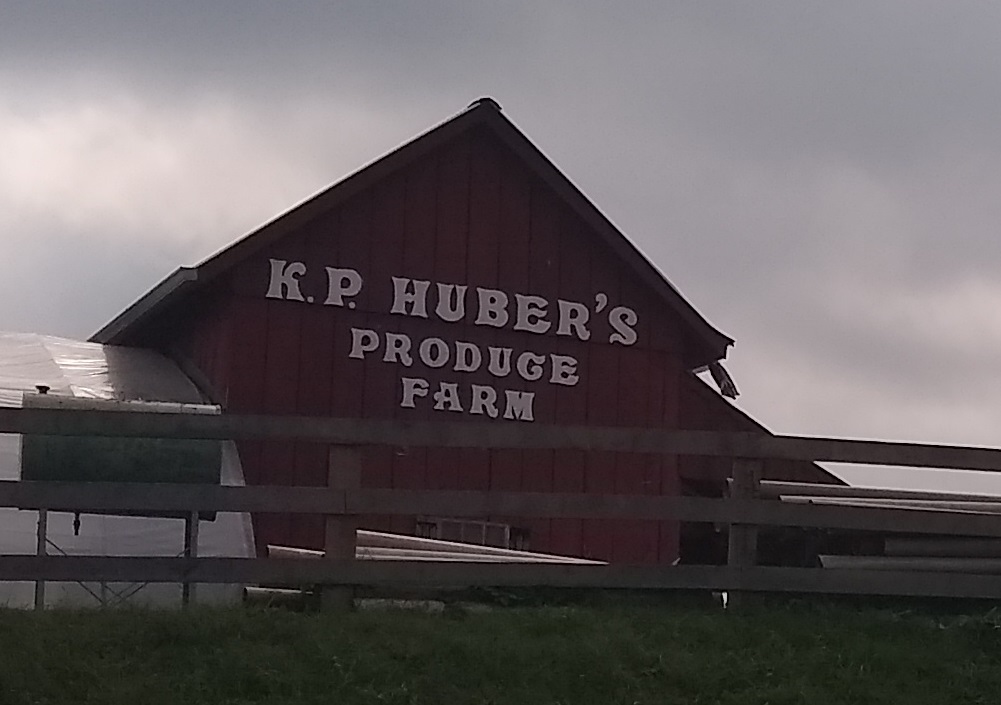 K.P. HUBER'S
PRODUCE
FARM